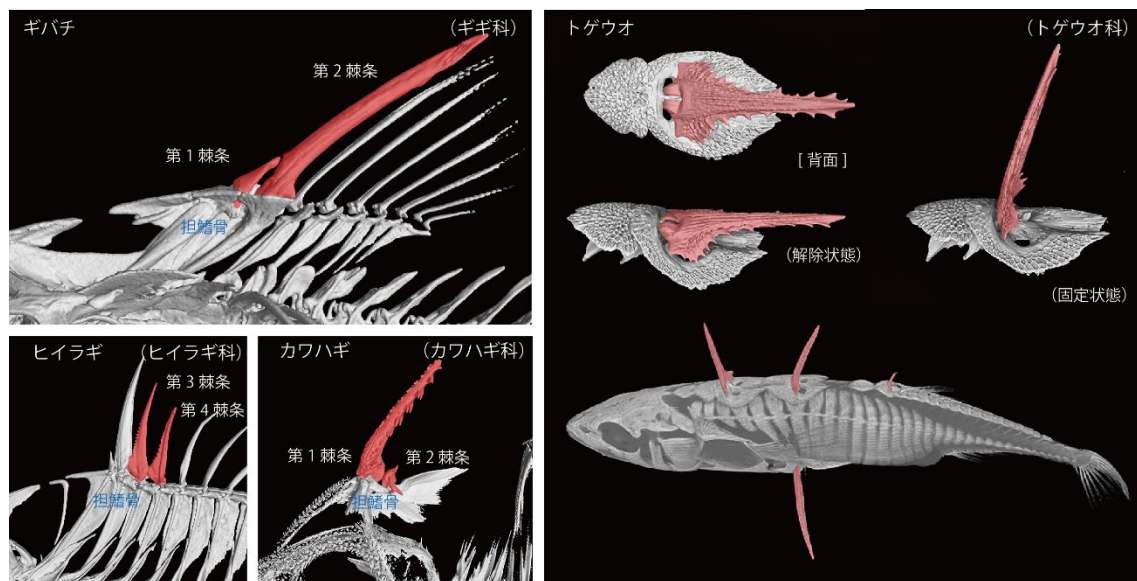 ギバチ
(ギギ科)
第2棘条
第1棘条
担鰭骨
ヒイラギ
(ヒイラギ科)
第3棘条
第4棘条
担鰭骨
カワハギ
(カワハギ科)
第1棘条
第2棘条
担鰭骨
トゲウオ
(トゲウオ科)
[背面]
(解除状態)
(固定状態)